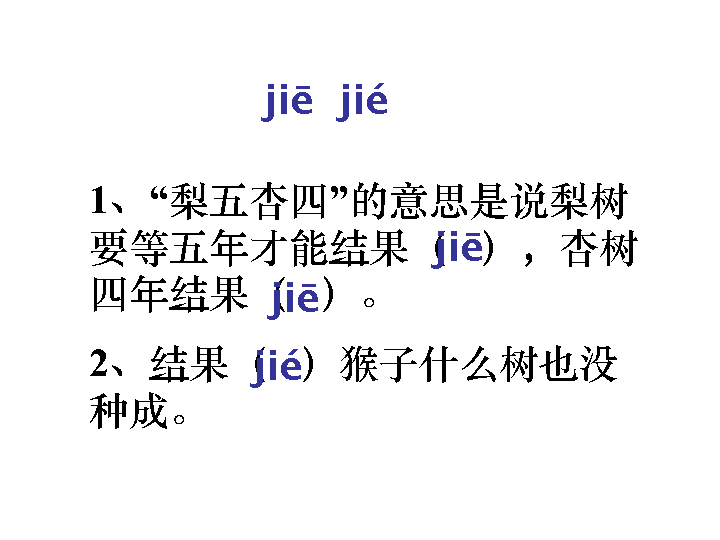 jiē jié
1、“梨五杏四”的意思是说梨树
要等五年才能结果（jiē），杏树
四年结果（jiē）。
2、结果（jié）猴子什么树也没
种成。